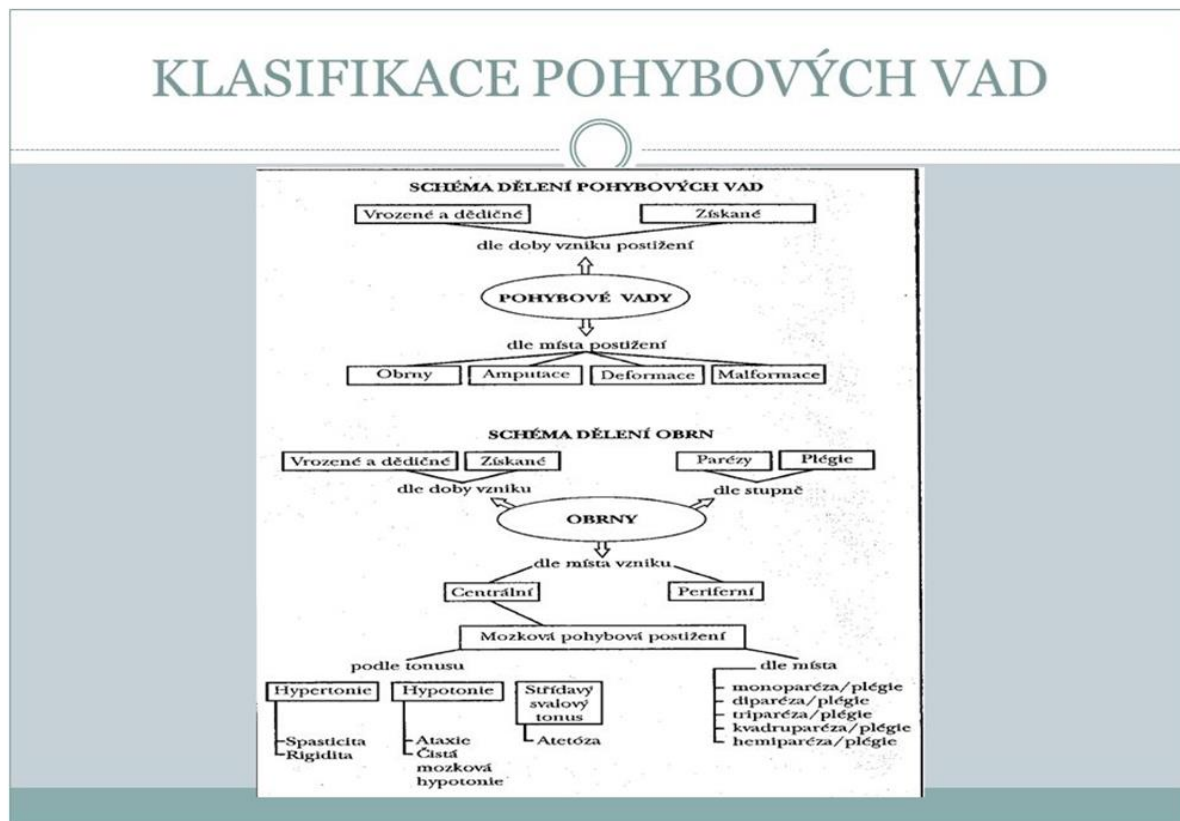 KLASIFIKACE POHYBOVÝCH VAD
SCHÉMA DĚLENÍ POHYBOVÝCH VAD
Vrozené a dědičné
Získané
dle doby vzniku postižení
POHYBOVÉ VADY
dle místa postižení
Obrny
Amputace
Deformace
Malformace
SCHÉMA DĚLENÍ OBRN
Vrozené a dědičné
Získané
Parézy
Plégie
dle doby vzniku
dle stupně
OBRNY
dle místa vzniku
Centrální
Periferní
Mozková pohybová postižení
podle tonusu
dle místa
Hypertonie
Spasticita
Rigidita
Hypotonie
Ataxie
Čistá
mozková
hypotonie
Střídavý
svalový
tonus
Atetóza
monoparéza/plégie
diparéza/plégie
triparéza/plégie
kvadruparéza/plégie
hemiparéza/plégie